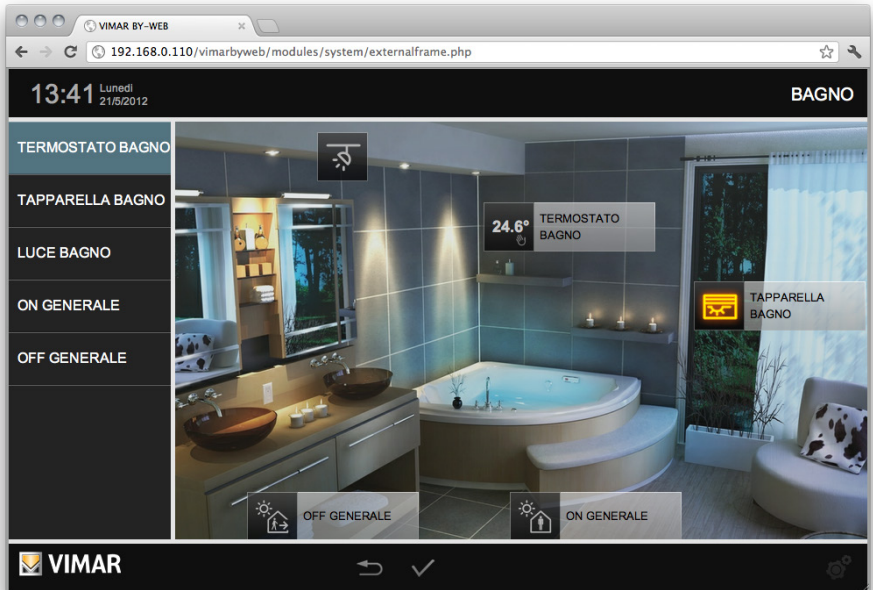 VIMAR BY-WEB
192.168.0.110/vimarbyweb/modules/system/externalframe.php
13:41
Lunedì
21/5/2012
BAGNO
TERMOSTATO BAGNO
TAPPARELLA BAGNO
LUCE BAGNO
ON GENERALE
OFF GENERALE
24.6°
TERMOSTATO
BAGNO
TAPPARELLA
BAGNO
OFF GENERALE
ON GENERALE
VIMAR